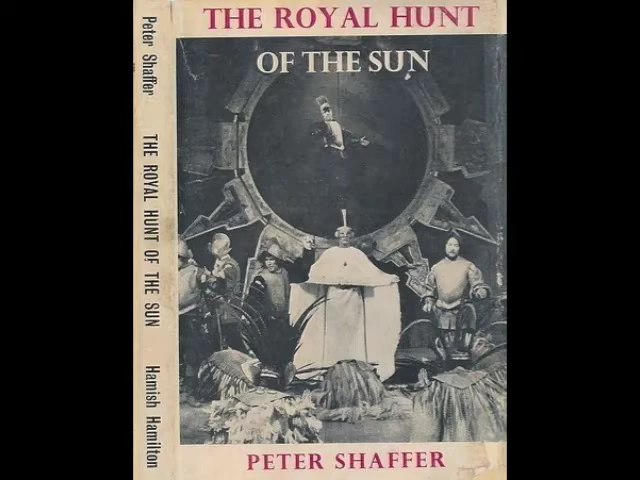 THE ROYAL HUNT
OF THE SUN
PETER SHAFFER
Peter Shaffer THE ROYAL HUNT OF THE SUN Hamish Hamilton